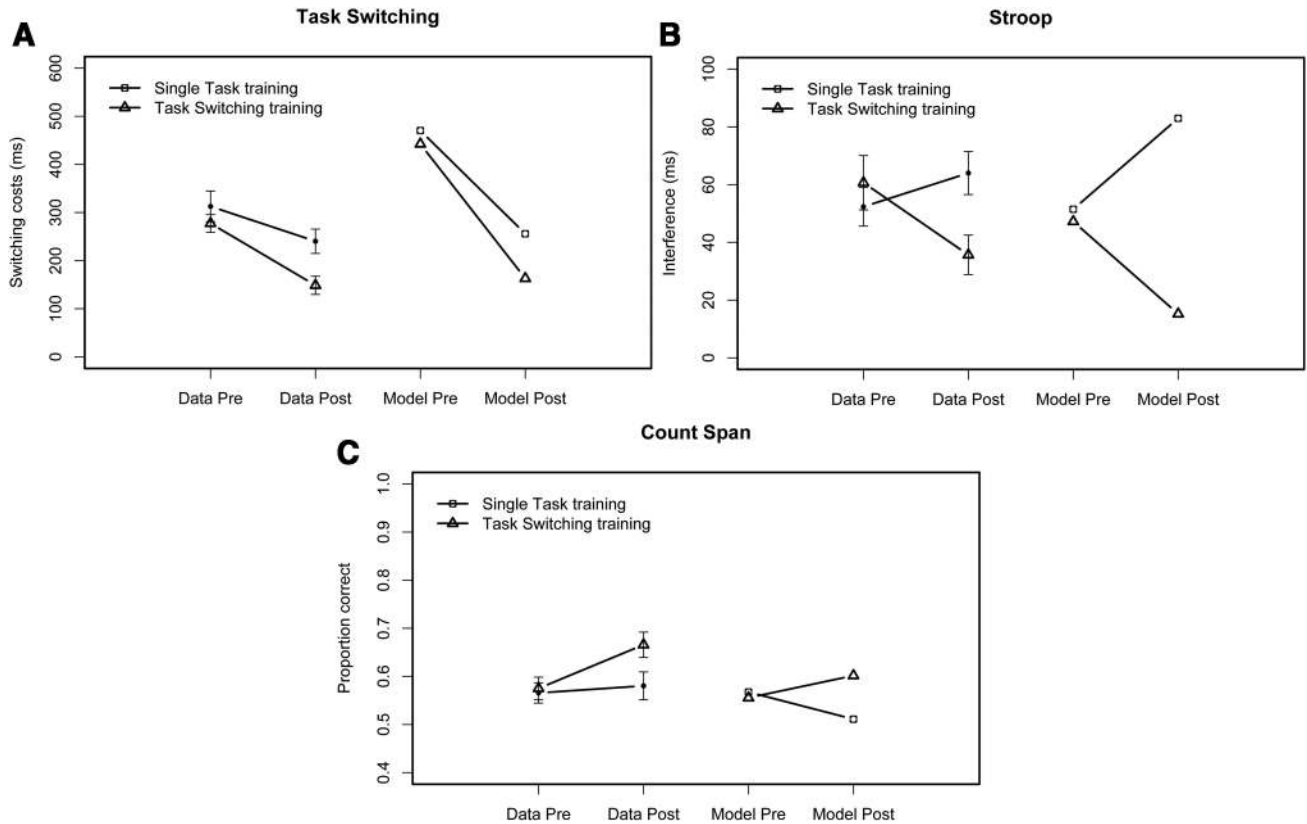 Task Switching
A
Switching costs (ms)
600
500
400
300
200
100
0
Single Task training
Task Switching training
Data Pre
Data Post
Model Pre
Model Post
Stroop
B
Interference (ms)
100
80
60
40
20
0
Single Task training
Task Switching training
Data Pre
Data Post
Model Pre
Model Post
Count Span
C
Proportion correct
1.0
0.9
0.8
0.7
0.6
0.5
0.4
Single Task training
Task Switching training
Data Pre
Data Post
Model Pre
Model Post